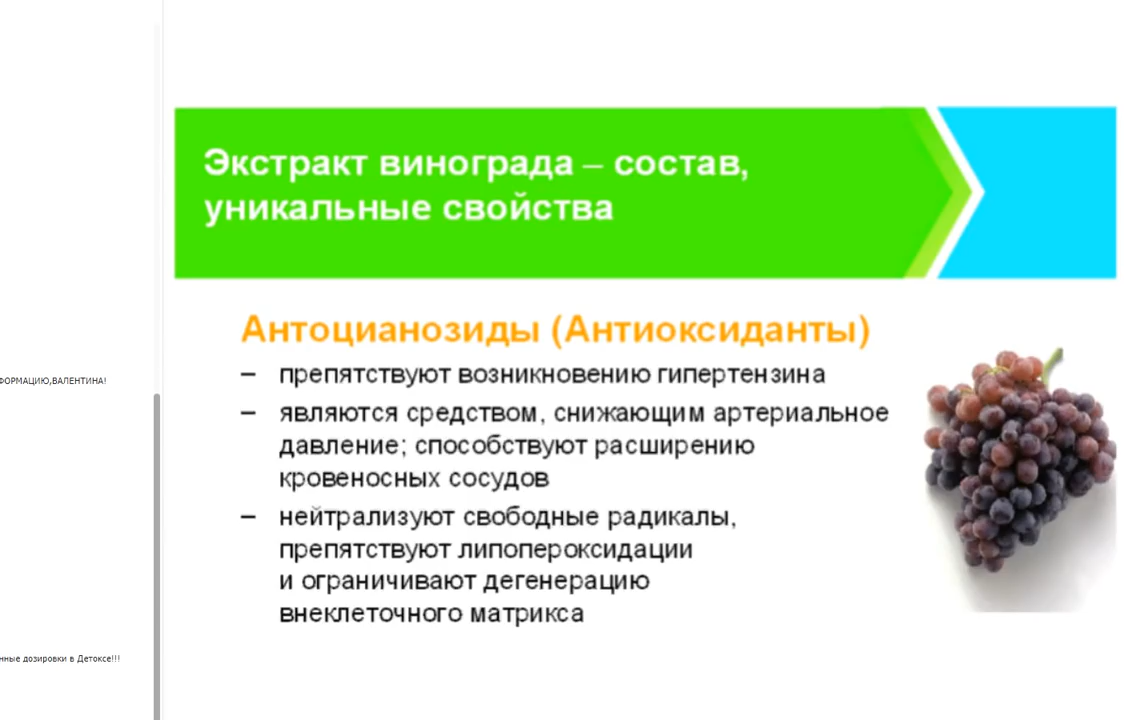 Экстракт винограда – состав,
уникальные свойства
Антоцианозиды (Антиоксиданты)
– препятствуют возникновению гипертензина
– являются средством, снижающим артериальное
давление; способствуют расширению
кровеносных сосудов
– нейтрализуют свободные радикалы,
препятствуют липопероксидации
и ограничивают дегенерацию
внеклеточного матрикса
ФОРМАЦИЮ,ВАЛЕНТИНА!
нные дозировки в Детоксе!!!